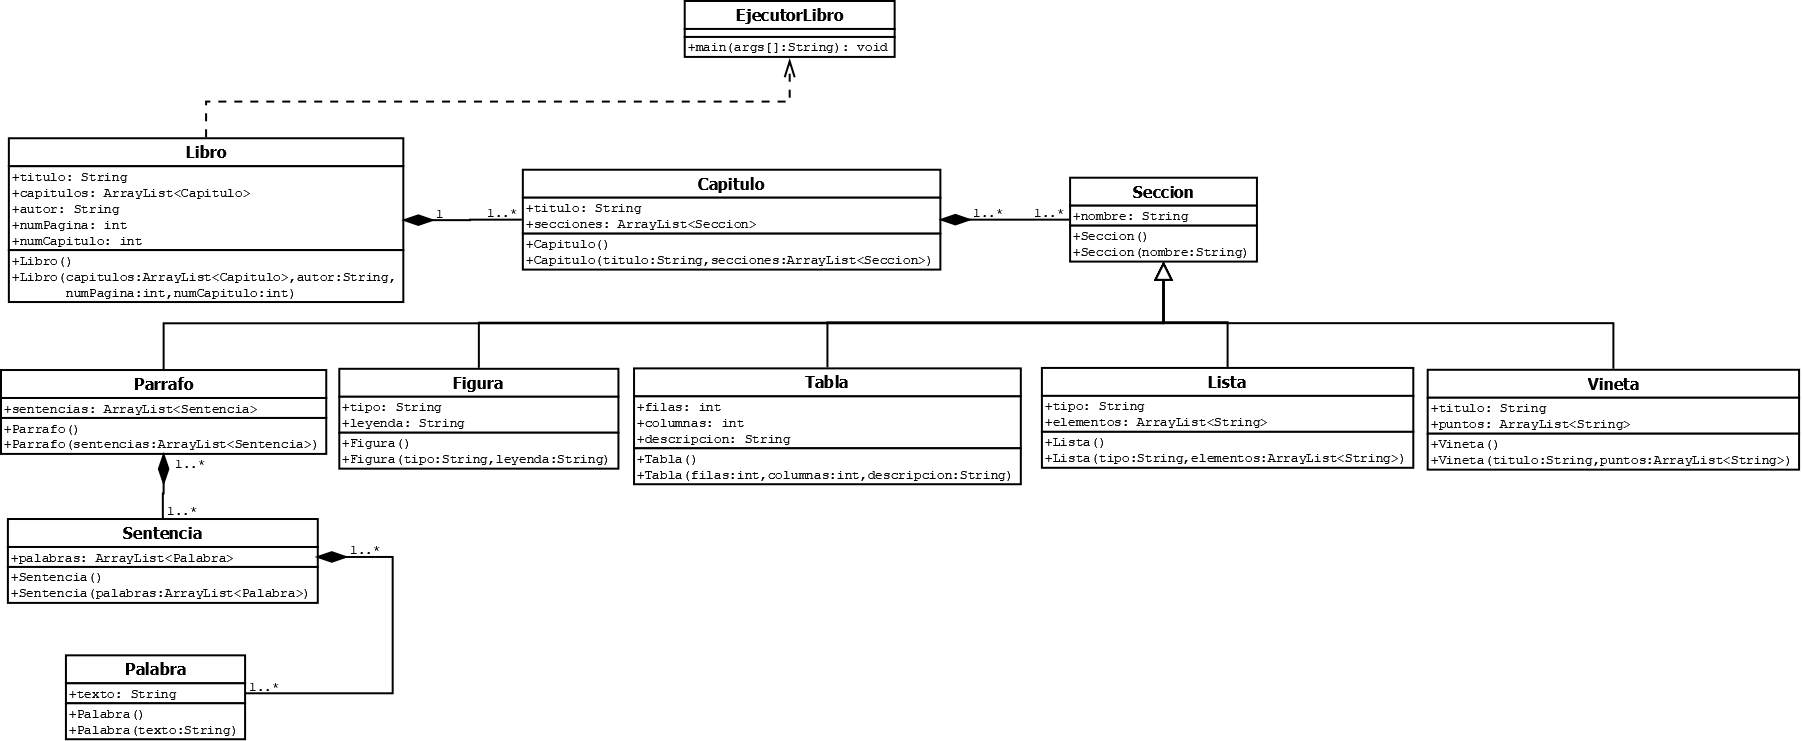 EjecutorLibro
+main(args[]:String): void
Libro
+titulo: String
+capitulos: ArrayList<Capitulo>
+autor: String
+numPagina: int
+numCapitulo: int
+Libro()
+Libro(capitulos:ArrayList<Capitulo>,autor:String,
numPagina:int,numCapitulo:int)
1
1..*
Capitulo
+titulo: String
+secciones: ArrayList<Seccion>
+Capitulo()
+Capitulo(titulo:String,secciones:ArrayList<Seccion>)
1..*
1..*
Seccion
+nombre: String
+Seccion()
+Seccion(nombre:String)
Parrafo
+sentencias: ArrayList<Sentencia>
+Parrafo()
+Parrafo(sentencias:ArrayList<Sentencia>)
Figura
+tipo: String
+leyenda: String
+Figura()
+Figura(tipo:String,leyenda:String)
Tabla
+filas: int
+columnas: int
+descripcion: String
+Tabla()
+Tabla(filas:int,columnas:int,descripcion:String)
Lista
+tipo: String
+elementos: ArrayList<String>
+Lista()
+Lista(tipo:String,elementos:ArrayList<String>)
Vineta
+titulo: String
+puntos: ArrayList<String>
+Vineta()
+Vineta(titulo:String,puntos:ArrayList<String>)
1..*
1..*
Sentencia
+palabras: ArrayList<Palabra>
+Sentencia()
+Sentencia(palabras:ArrayList<Palabra>)
1..*
1..*
Palabra
+texto: String
+Palabra()
+Palabra(texto:String)